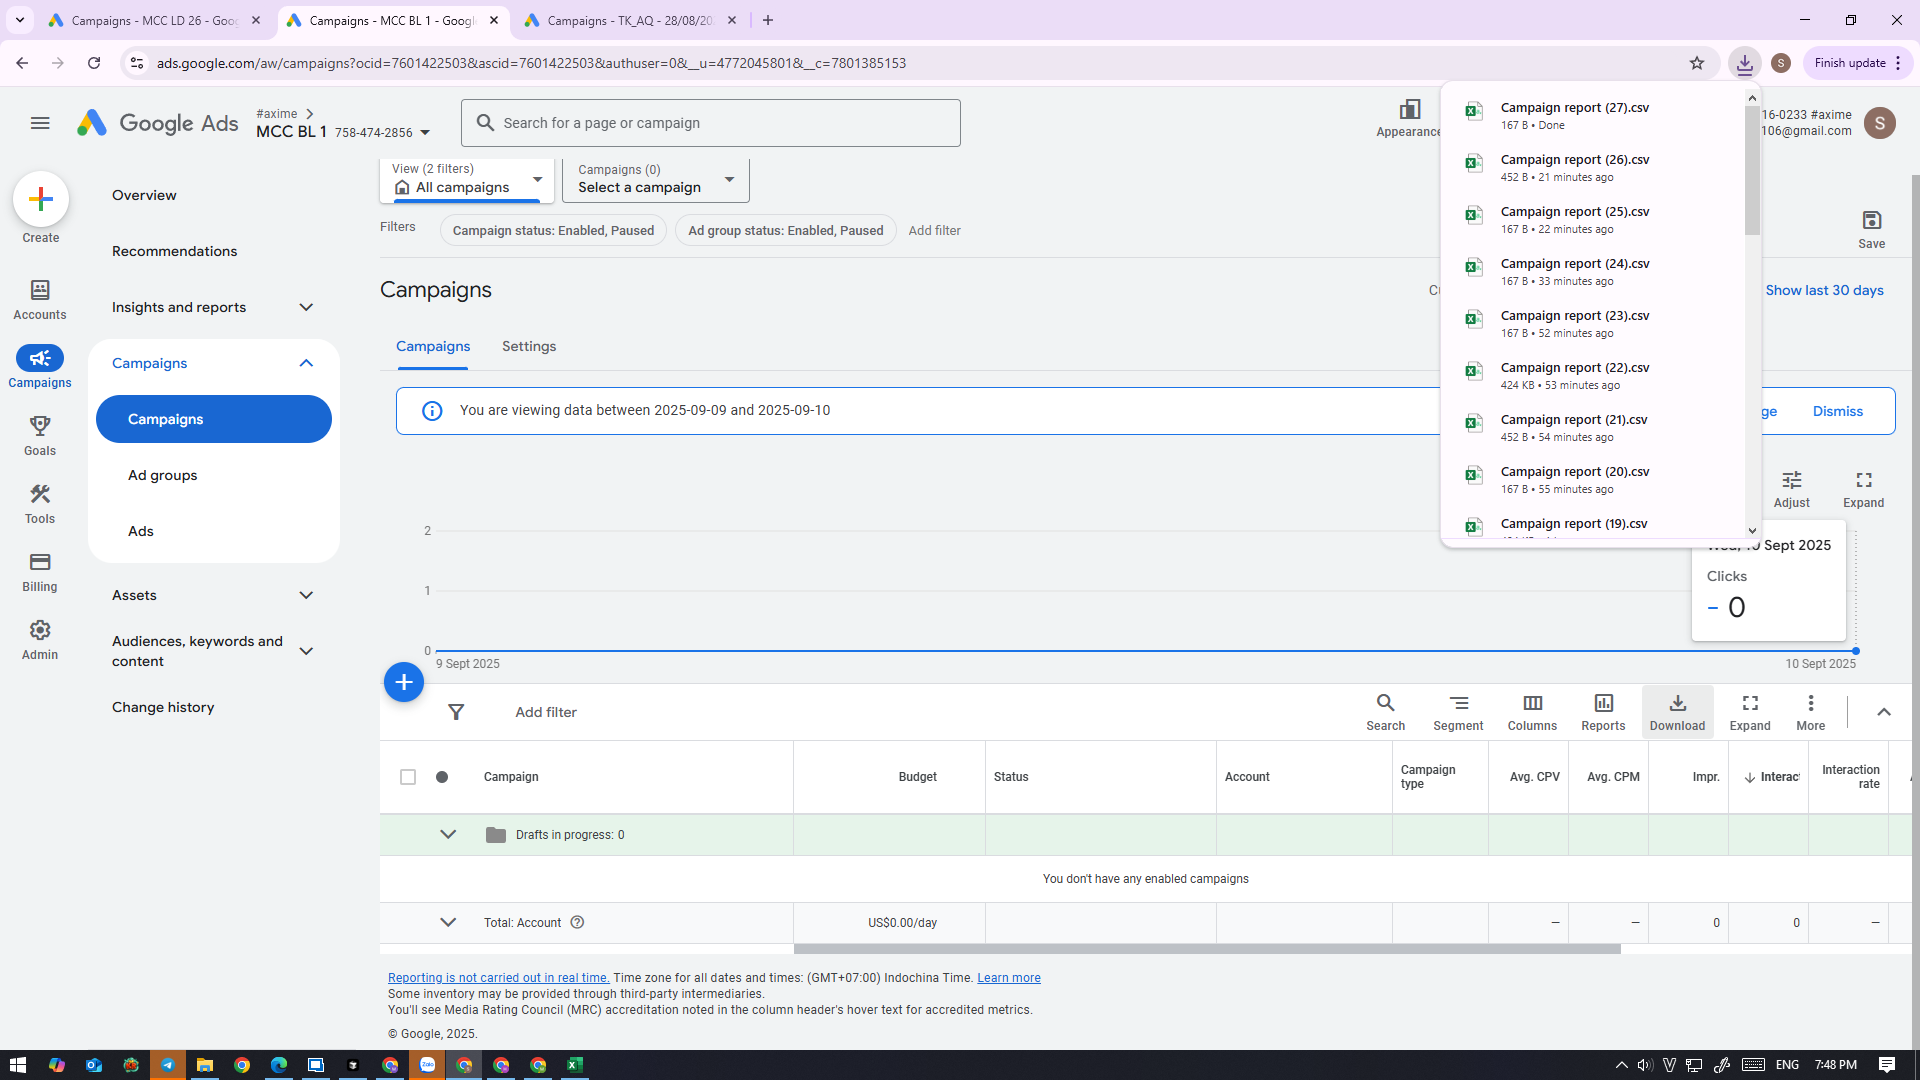 Campaigns - MCC LD 26 - Goog
Campaigns - MCC BL 1 - Google
Campaigns - TK_AQ - 28/08/202
ads.google.com/aw/campaigns?ocid=7601422503&ascid=7601422503&authuser=0&__u=4772045801&__c=7801385153
S
Finish update
Google Ads
#axime
MCC BL 1 758-474-2856
Search for a page or campaign
Appearance
16-0233 #axime
106@gmail.com
S
Campaign report (27).csv
167 B • Done
Campaign report (26).csv
452 B • 21 minutes ago
Campaign report (25).csv
167 B • 22 minutes ago
Campaign report (24).csv
167 B • 33 minutes ago
Campaign report (23).csv
167 B • 52 minutes ago
Campaign report (22).csv
424 KB • 53 minutes ago
Campaign report (21).csv
452 B • 54 minutes ago
Campaign report (20).csv
167 B • 55 minutes ago
Campaign report (19).csv
Create
Accounts
Campaigns
Goals
Tools
Billing
Admin
Overview
Recommendations
Insights and reports
Campaigns
Campaigns
Ad groups
Ads
Assets
Audiences, keywords and
content
Change history
View (2 filters)
All campaigns
Campaigns (0)
Select a campaign
Filters
Campaign status: Enabled, Paused
Ad group status: Enabled, Paused
Add filter
Save
Campaigns
Show last 30 days
Campaigns
Settings
You are viewing data between 2025-09-09 and 2025-09-10
Dismiss
Adjust
Expand
2
1
0
9 Sept 2025
10 Sept 2025
Wed, 10 Sept 2025
Clicks
0
Add filter
Search
Segment
Columns
Reports
Download
Expand
More
Campaign
Budget
Status
Account
Campaign
type
Avg. CPV
Avg. CPM
Impr.
Interac
Interaction
rate
Drafts in progress: 0
You don't have any enabled campaigns
Total: Account
US$0.00/day
—
—
0
0
—
Reporting is not carried out in real time. Time zone for all dates and times: (GMT+07:00) Indochina Time. Learn more
Some inventory may be provided through third-party intermediaries.
You'll see Media Rating Council (MRC) accreditation noted in the column header's hover text for accredited metrics.
© Google, 2025.
Zalo
ENG
7:48 PM